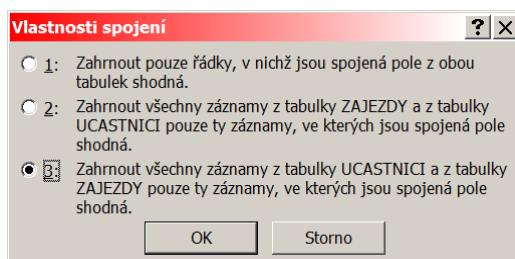 Vlastnosti spojení
1: Zahrnout pouze řádky, v nichž jsou spojená pole z obou
tabulek shodná.
2: Zahrnout všechny záznamy z tabulky ZAJEZDY a z tabulky
UCASTNICI pouze ty záznamy, ve kterých jsou spojená pole
shodná.
3: Zahrnout všechny záznamy z tabulky UCASTNICI a z tabulky
ZAJEZDY pouze ty záznamy, ve kterých jsou spojená pole
shodná.
OK Storno